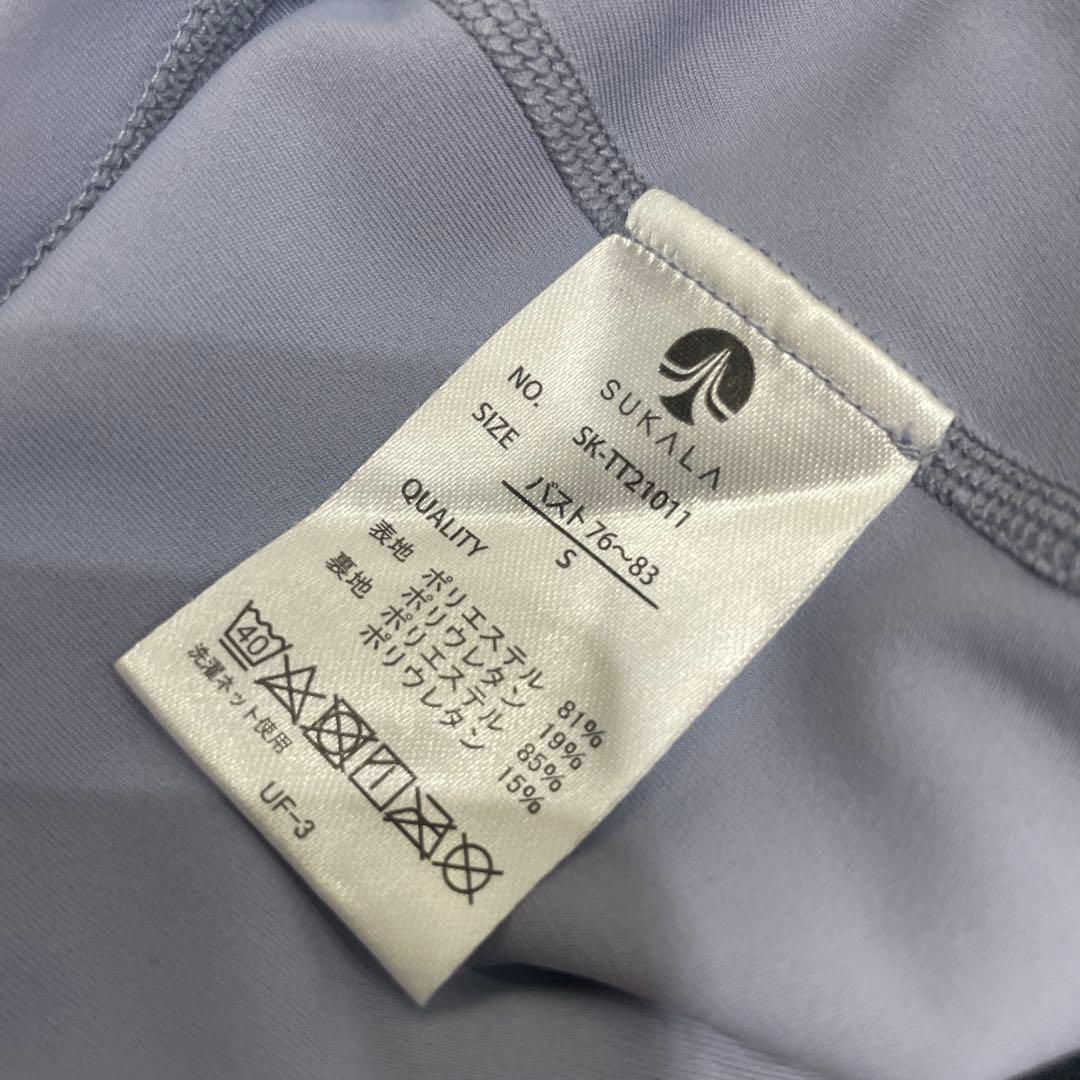 SUKALA
NO. SK-TT21011
SIZE バスト76～83
S
QUALITY
表地 ポリエステル 81%
ポリウレタン 19%
裏地 ポリエステル 85%
ポリウレタン 15%
40
洗濯ネット使用
UF-3